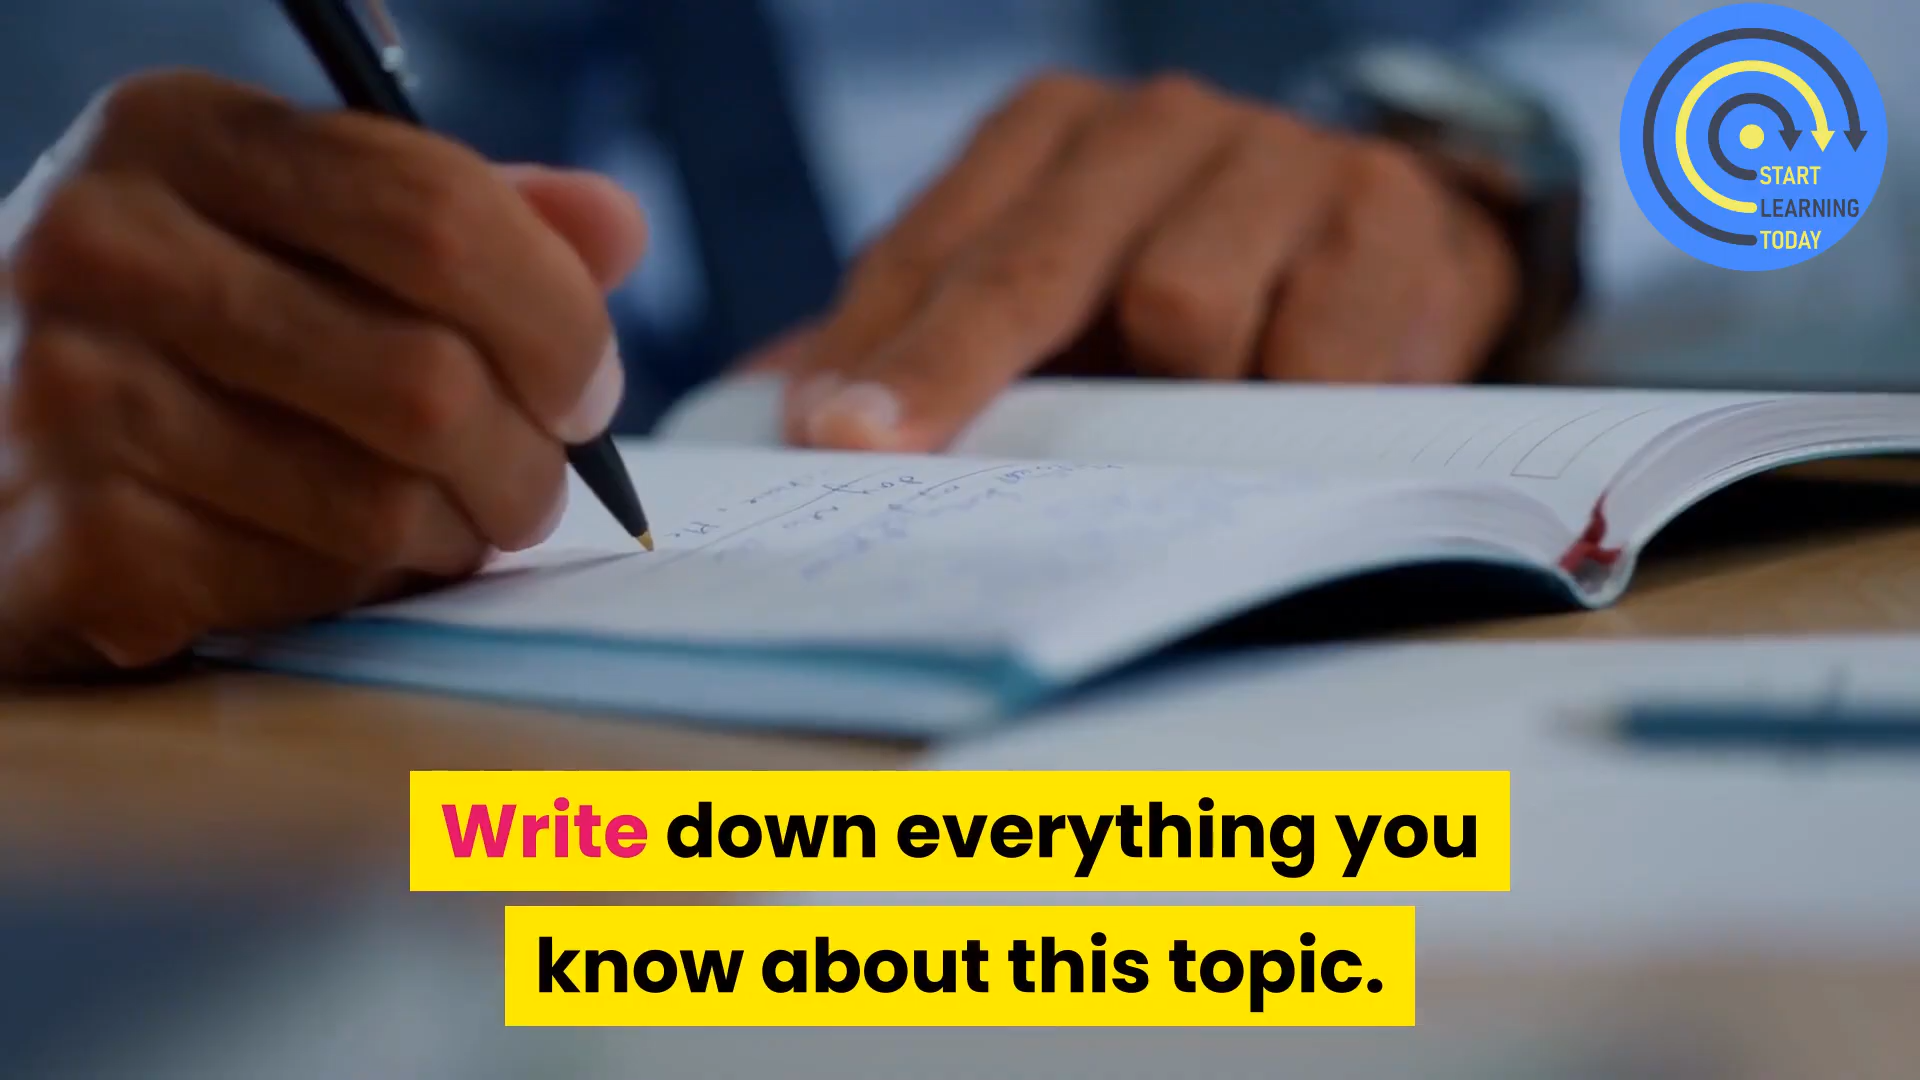 START
LEARNING
TODAY
Write down everything you
know about this topic.